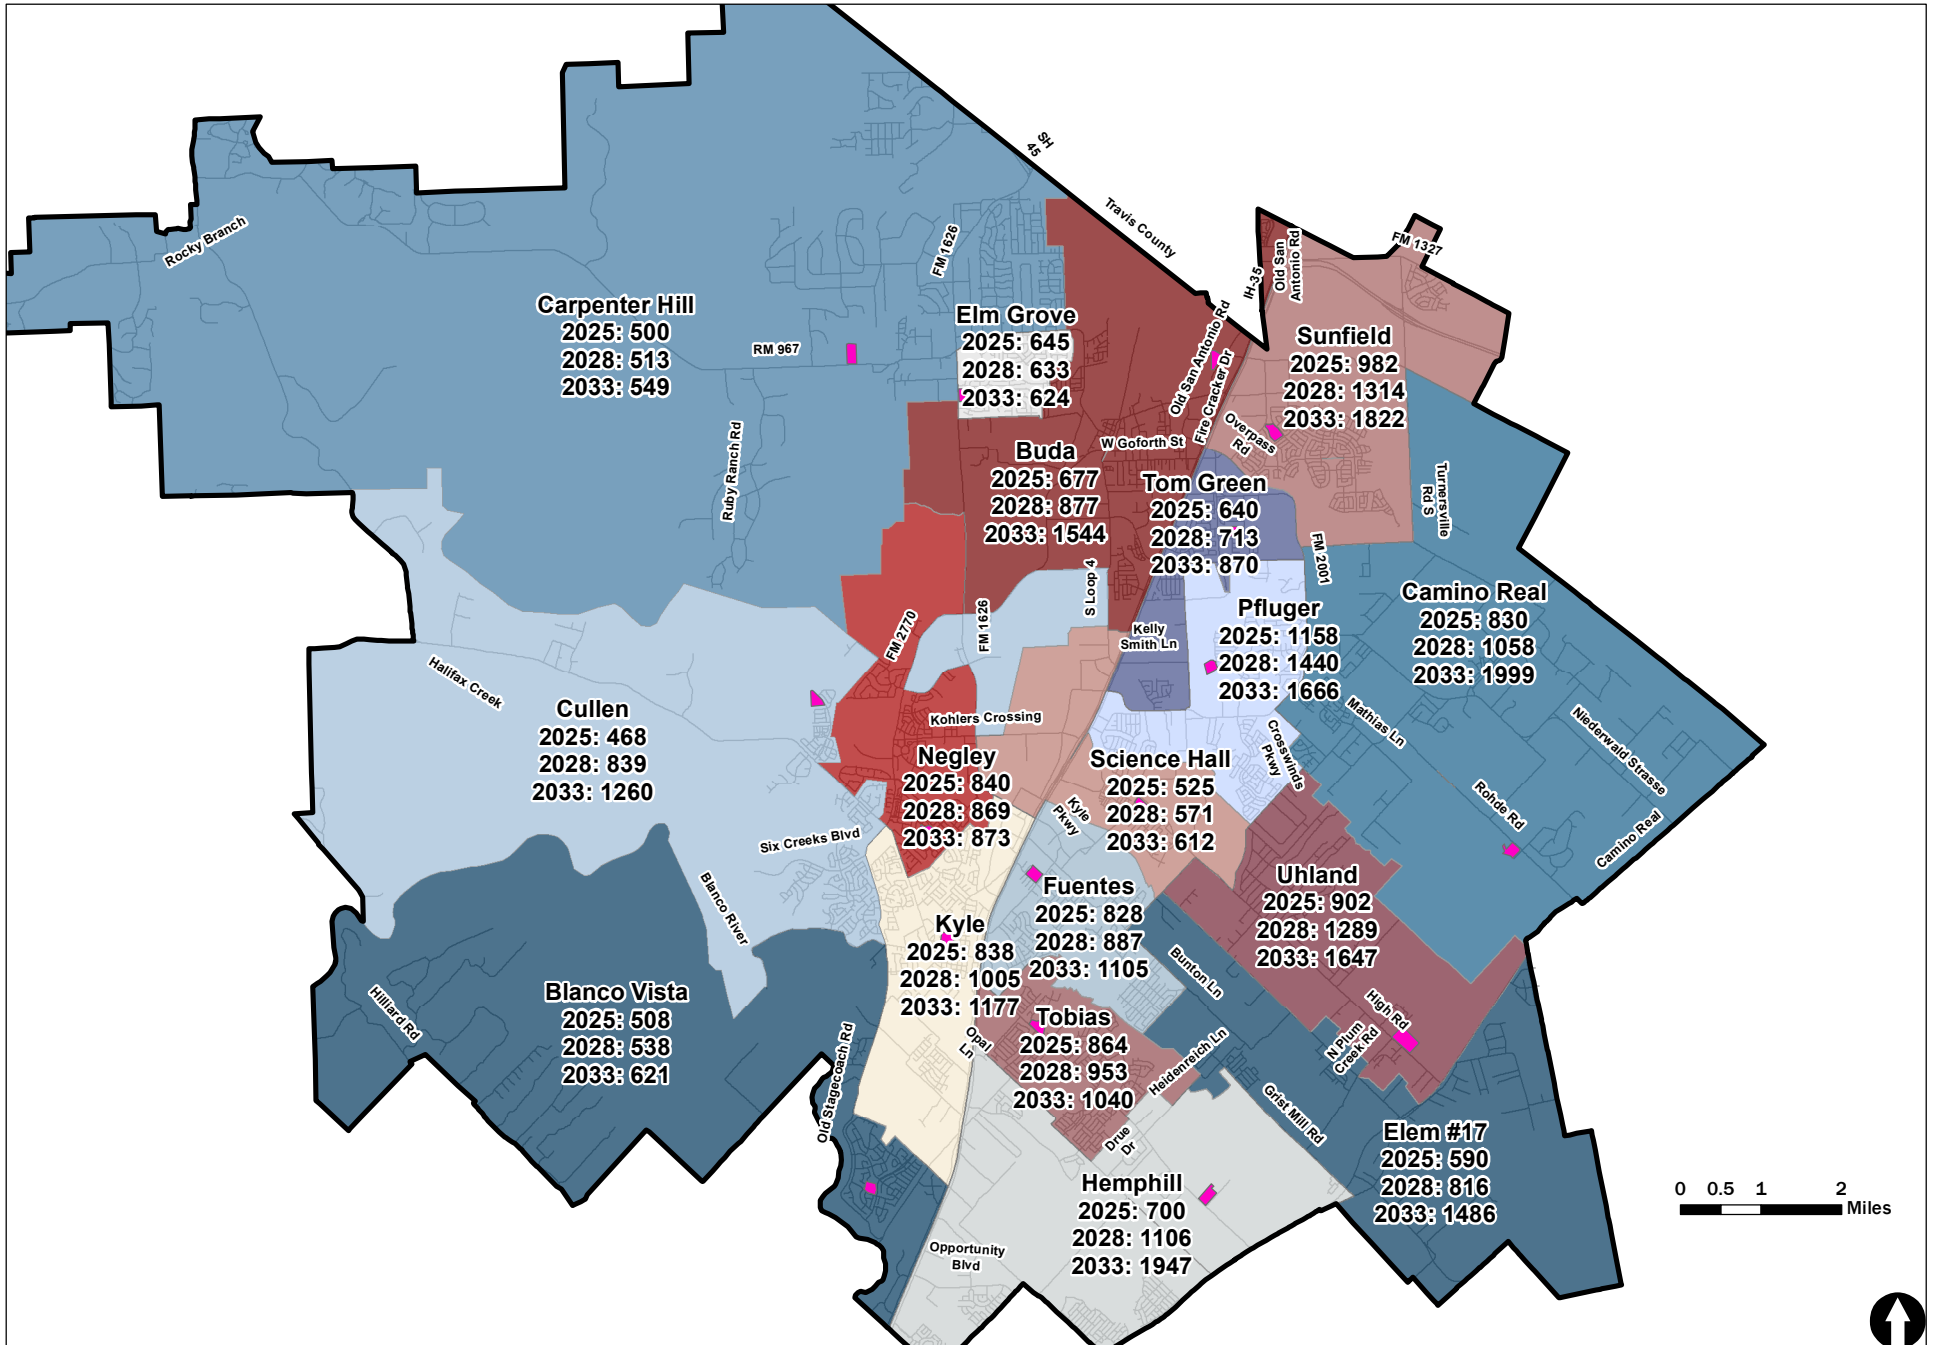 SH
45
Travis County
Rocky Branch
FM 1626
IH-35
Old San
Antonio Rd
FM 1327
Carpenter Hill
2025: 500
2028: 513
2033: 549
RM 967
Elm Grove
2025: 645
2028: 633
2033: 624
Old San Antonio Rd
Fire Cracker Dr
Sunfield
2025: 982
2028: 1314
2033: 1822
Overpass
Rd
W Goforth St
Ruby Ranch Rd
Buda
2025: 677
2028: 877
2033: 1544
Tom Green
2025: 640
2028: 713
2033: 870
Turnersville
Rd S
FM 2001
S Loop 4
FM 1626
FM 2770
Kelly
Smith Ln
Pfluger
2025: 1158
2028: 1440
2033: 1666
Camino Real
2025: 830
2028: 1058
2033: 1999
Halifax Creek
Cullen
2025: 468
2028: 839
2033: 1260
Kohlers Crossing
Mathias Ln
Niederwald Strasse
Crosswinds
Pkwy
Negley
2025: 840
2028: 869
2033: 873
Science Hall
2025: 525
2028: 571
2033: 612
Kyle
Pkwy
Rohde Rd
Camino Real
Six Creeks Blvd
Blanco River
Fuentes
2025: 828
2028: 887
2033: 1105
Uhland
2025: 902
2028: 1289
2033: 1647
Kyle
2025: 838
2028: 1005
2033: 1177
Bunton Ln
High Rd
N Plum
Creek Rd
Hilliard Rd
Blanco Vista
2025: 508
2028: 538
2033: 621
Old Stagecoach Rd
Opal
Ln
Tobias
2025: 864
2028: 953
2033: 1040
Heidenreich Ln
Grist Mill Rd
Drue
Dr
Elem #17
2025: 590
2028: 816
2033: 1486
Hemphill
2025: 700
2028: 1106
2033: 1947
Opportunity
Blvd
0 0.5 1 2
Miles